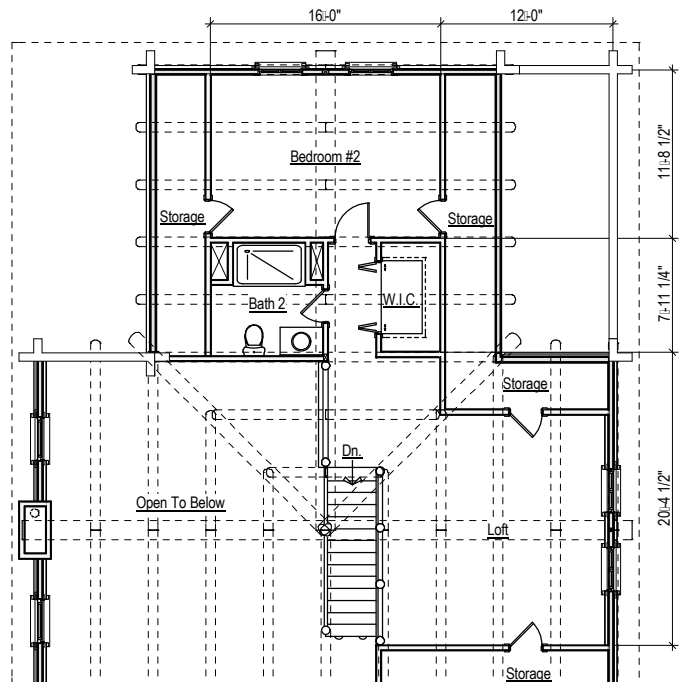 16'-0" 12'-0"
Bedroom #2
11'-8 1/2"
Storage
Storage
Bath 2
W.I.C.
7'-11 1/4"
Storage
Dn.
Open To Below
Loft
20'-4 1/2"
Storage